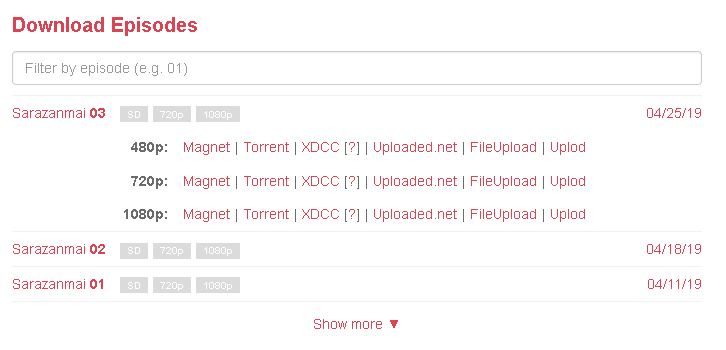 Download Episodes
Filter by episode (e.g. 01)
Sarazanmai 03 SD 720p 1080p 04/25/19
480p: Magnet | Torrent | XDCC [?] | Uploaded.net | FileUpload | Uplod
720p: Magnet | Torrent | XDCC [?] | Uploaded.net | FileUpload | Uplod
1080p: Magnet | Torrent | XDCC [?] | Uploaded.net | FileUpload | Uplod
Sarazanmai 02 SD 720p 1080p 04/18/19
Sarazanmai 01 SD 720p 1080p 04/11/19
Show more ▼